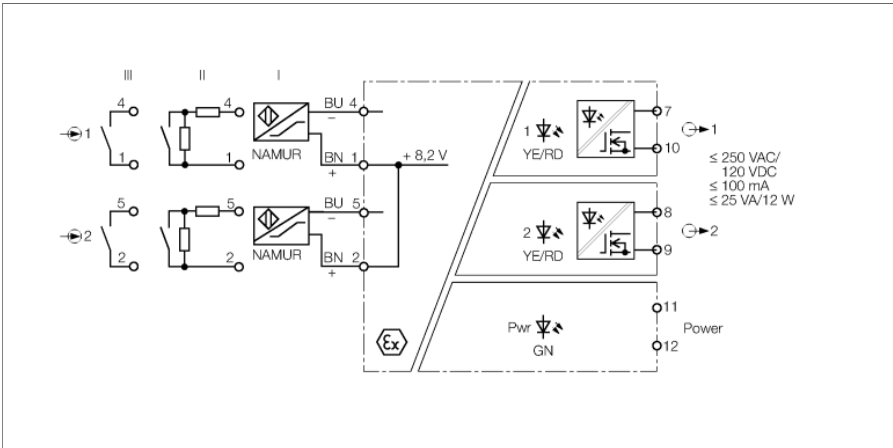 III II I
4 4 BU 4
−
1
1 1 NAMUR BN 1
+
+ 8,2 V
5 5 BU 5
−
2
2 2 NAMUR BN 2
+
1
YE/RD
7
10
1
≤ 250 VAC/
120 VDC
≤ 100 mA
≤ 25 VA/12 W
2
YE/RD
8
9
2
Ex
Pwr
GN
11
12
Power